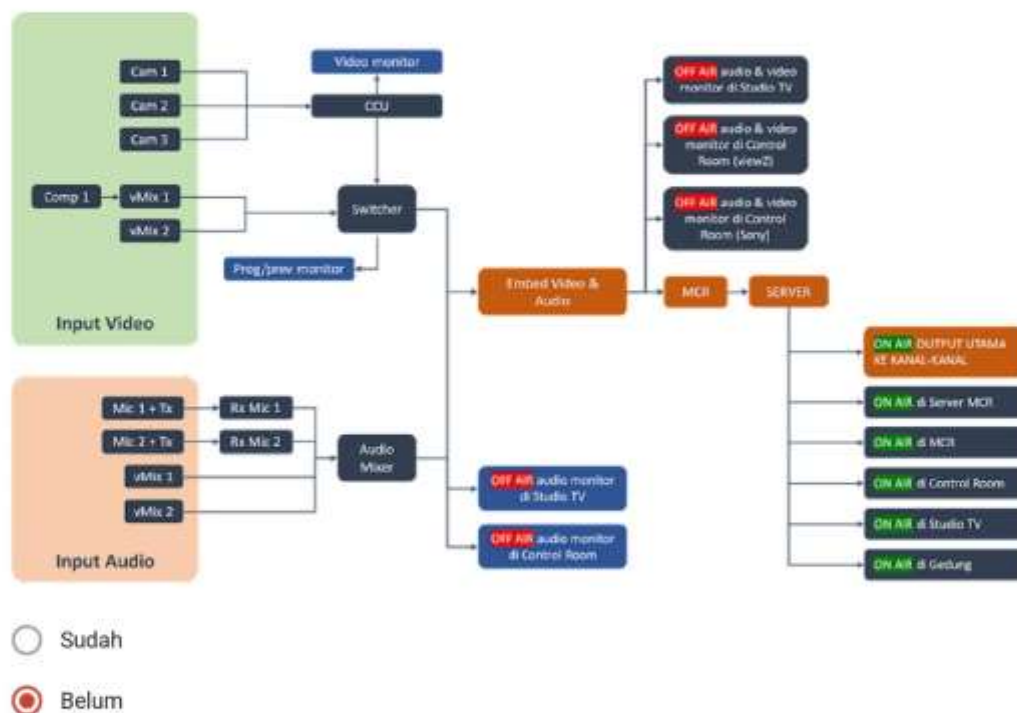 Cam 1
Cam 2
Cam 3
Comp 1
vMix 1
vMix 2
Input Video
Video monitor
CCU
Switcher
Prog/prev monitor
Mic 1 + Tx
Mic 2 + Tx
vMix 1
vMix 2
Input Audio
Rx Mic 1
Rx Mic 2
Audio
Mixer
Embed Video &
Audio
OFF AIR audio monitor
di Studio TV
OFF AIR audio monitor
di Control Room
OFF AIR audio & video
monitor di Studio TV
OFF AIR audio & video
monitor di Control
Room (viewZ)
OFF AIR audio & video
monitor di Control
Room (Sony)
MCR
SERVER
ON AIR OUTPUT UTAMA
KE KANAL-KANAL
ON AIR di Server MCR
ON AIR di MCR
ON AIR di Control Room
ON AIR di Studio TV
ON AIR di Gedung
Sudah
Belum